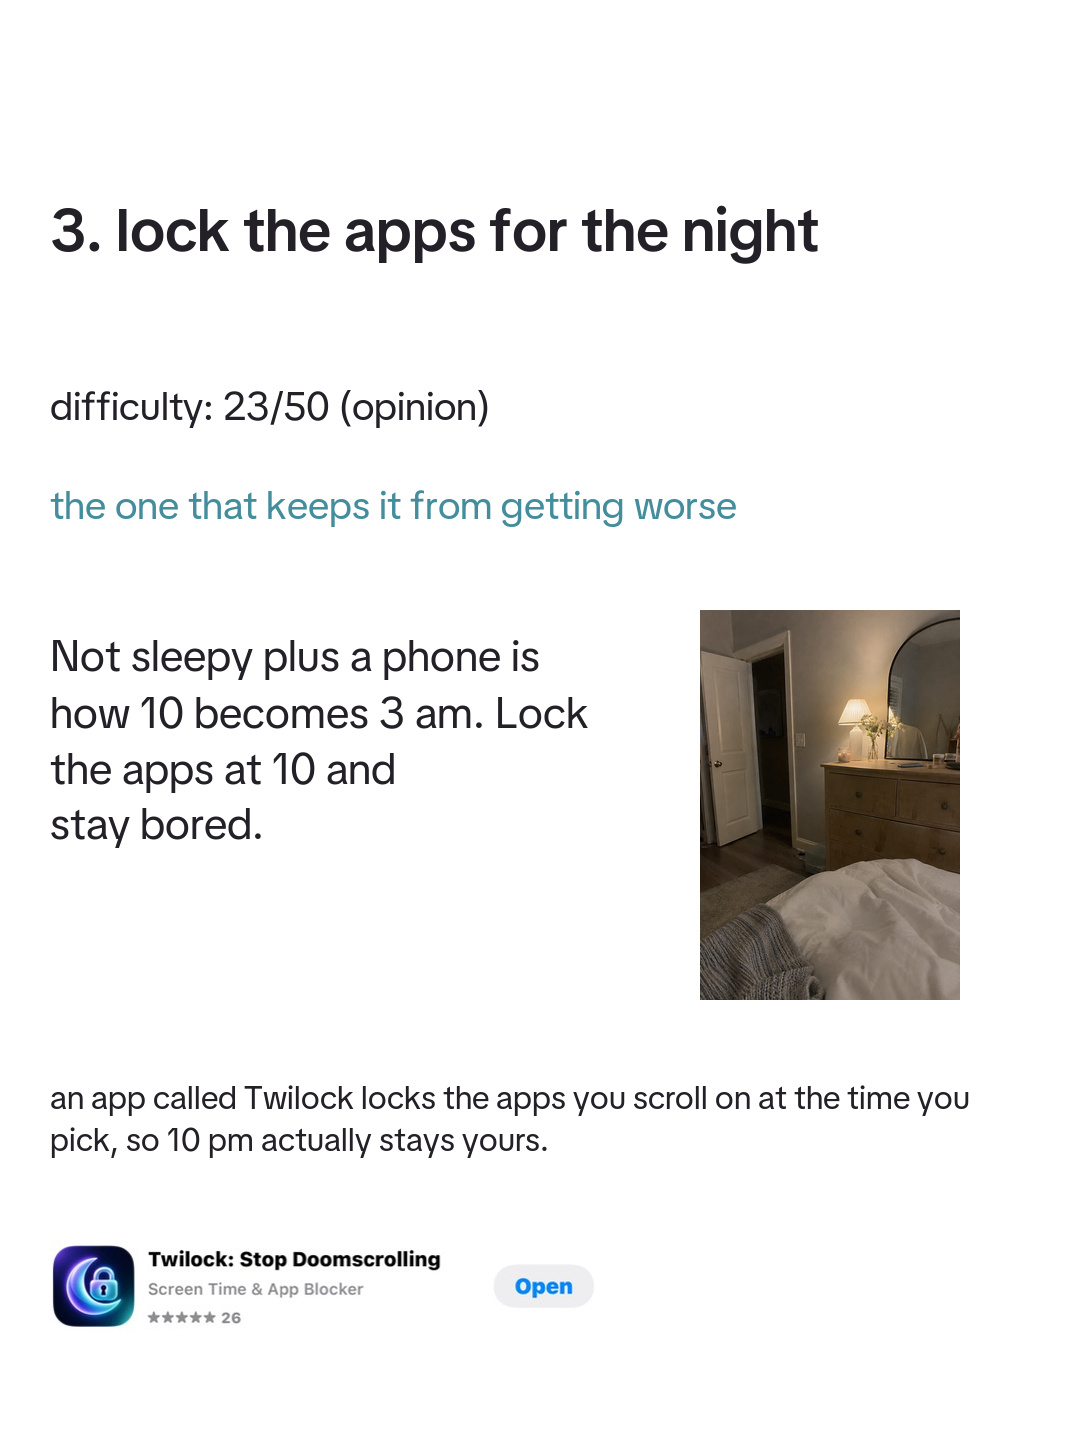 3. lock the apps for the night
difficulty: 23/50 (opinion)
the one that keeps it from getting worse
Not sleepy plus a phone is
how 10 becomes 3 am. Lock
the apps at 10 and
stay bored.
an app called Twilock locks the apps you scroll on at the time you
pick, so 10 pm actually stays yours.
Twilock: Stop Doomscrolling
Screen Time & App Blocker
★★★★★ 26
Open